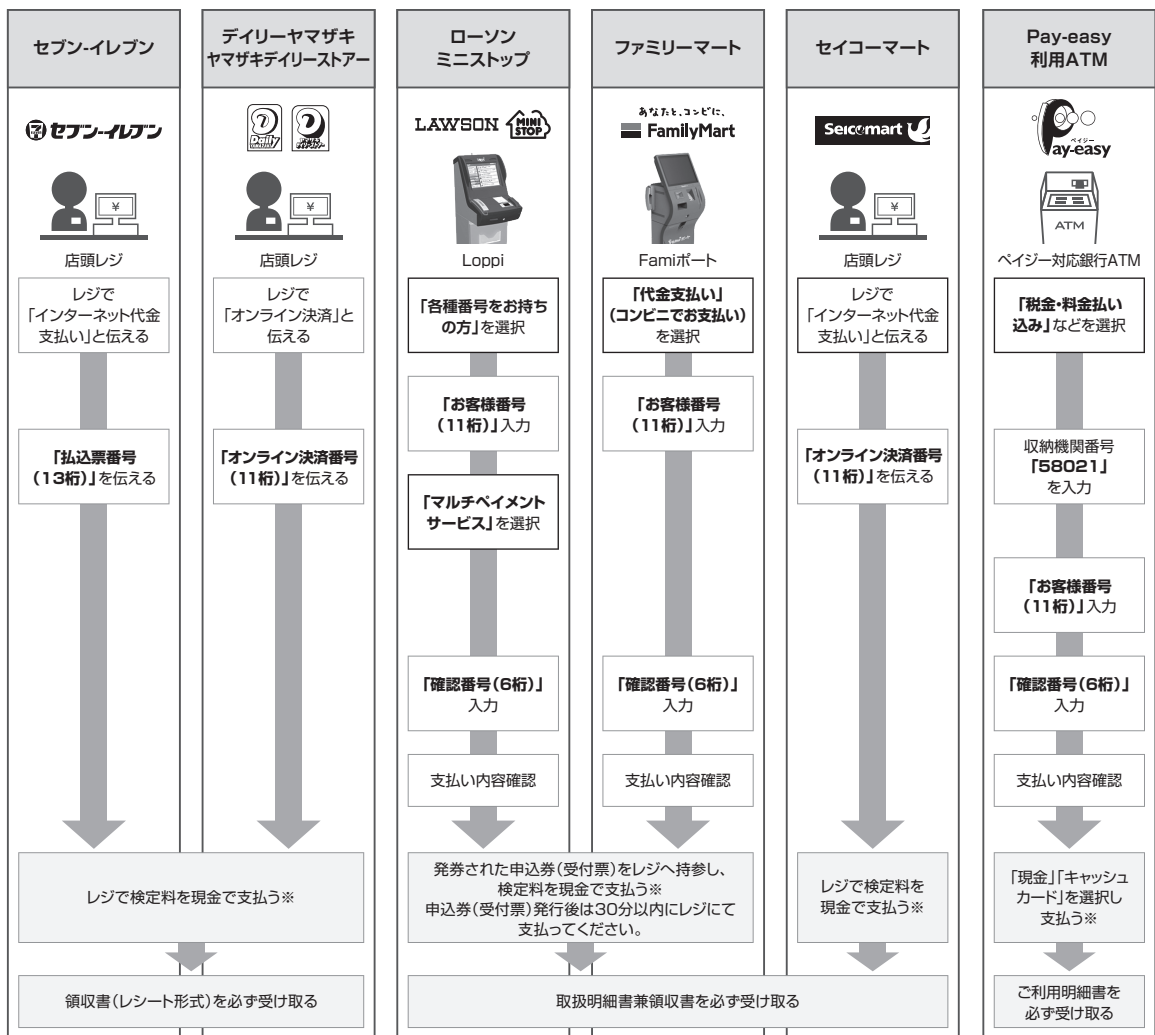 セブン-イレブン
デイリーヤマザキ
ヤマザキデイリーストアー
ローソン
ミニストップ
ファミリーマート
セイコーマート
Pay-easy
利用ATM
セブン-イレブン
Daily
LAWSON
MINI
STOP
あなたと、コンビに、
FamilyMart
Seicomart
ペイジー
Pay-easy
¥
¥
¥
ATM
店頭レジ
店頭レジ
Loppi
Famiポート
店頭レジ
ペイジー対応銀行ATM
レジで
「インターネット代金
支払い」と伝える
レジで
「オンライン決済」と
伝える
「各種番号をお持ち
の方」を選択
「代金支払い」
(コンビニでお支払い)
を選択
レジで
「インターネット代金
支払い」と伝える
「税金・料金払い
込み」などを選択
「お客様番号
(11桁)」入力
「お客様番号
(11桁)」入力
「払込票番号
(13桁)」を伝える
「オンライン決済番号
(11桁)」を伝える
「マルチペイメント
サービス」を選択
「オンライン決済番号
(11桁)」を伝える
収納機関番号
「58021」
を入力
「お客様番号
(11桁)」入力
「確認番号(6桁)」
入力
「確認番号(6桁)」
入力
「確認番号(6桁)」
入力
支払い内容確認
支払い内容確認
支払い内容確認
レジで検定料を現金で支払う※
発券された申込券(受付票)をレジへ持参し、
検定料を現金で支払う※
申込券(受付票)発行後は30分以内にレジにて
支払ってください。
レジで検定料を
現金で支払う※
「現金」「キャッシュ
カード」を選択し
支払う※
領収書(レシート形式)を必ず受け取る
取扱明細書兼領収書を必ず受け取る
ご利用明細書を
必ず受け取る